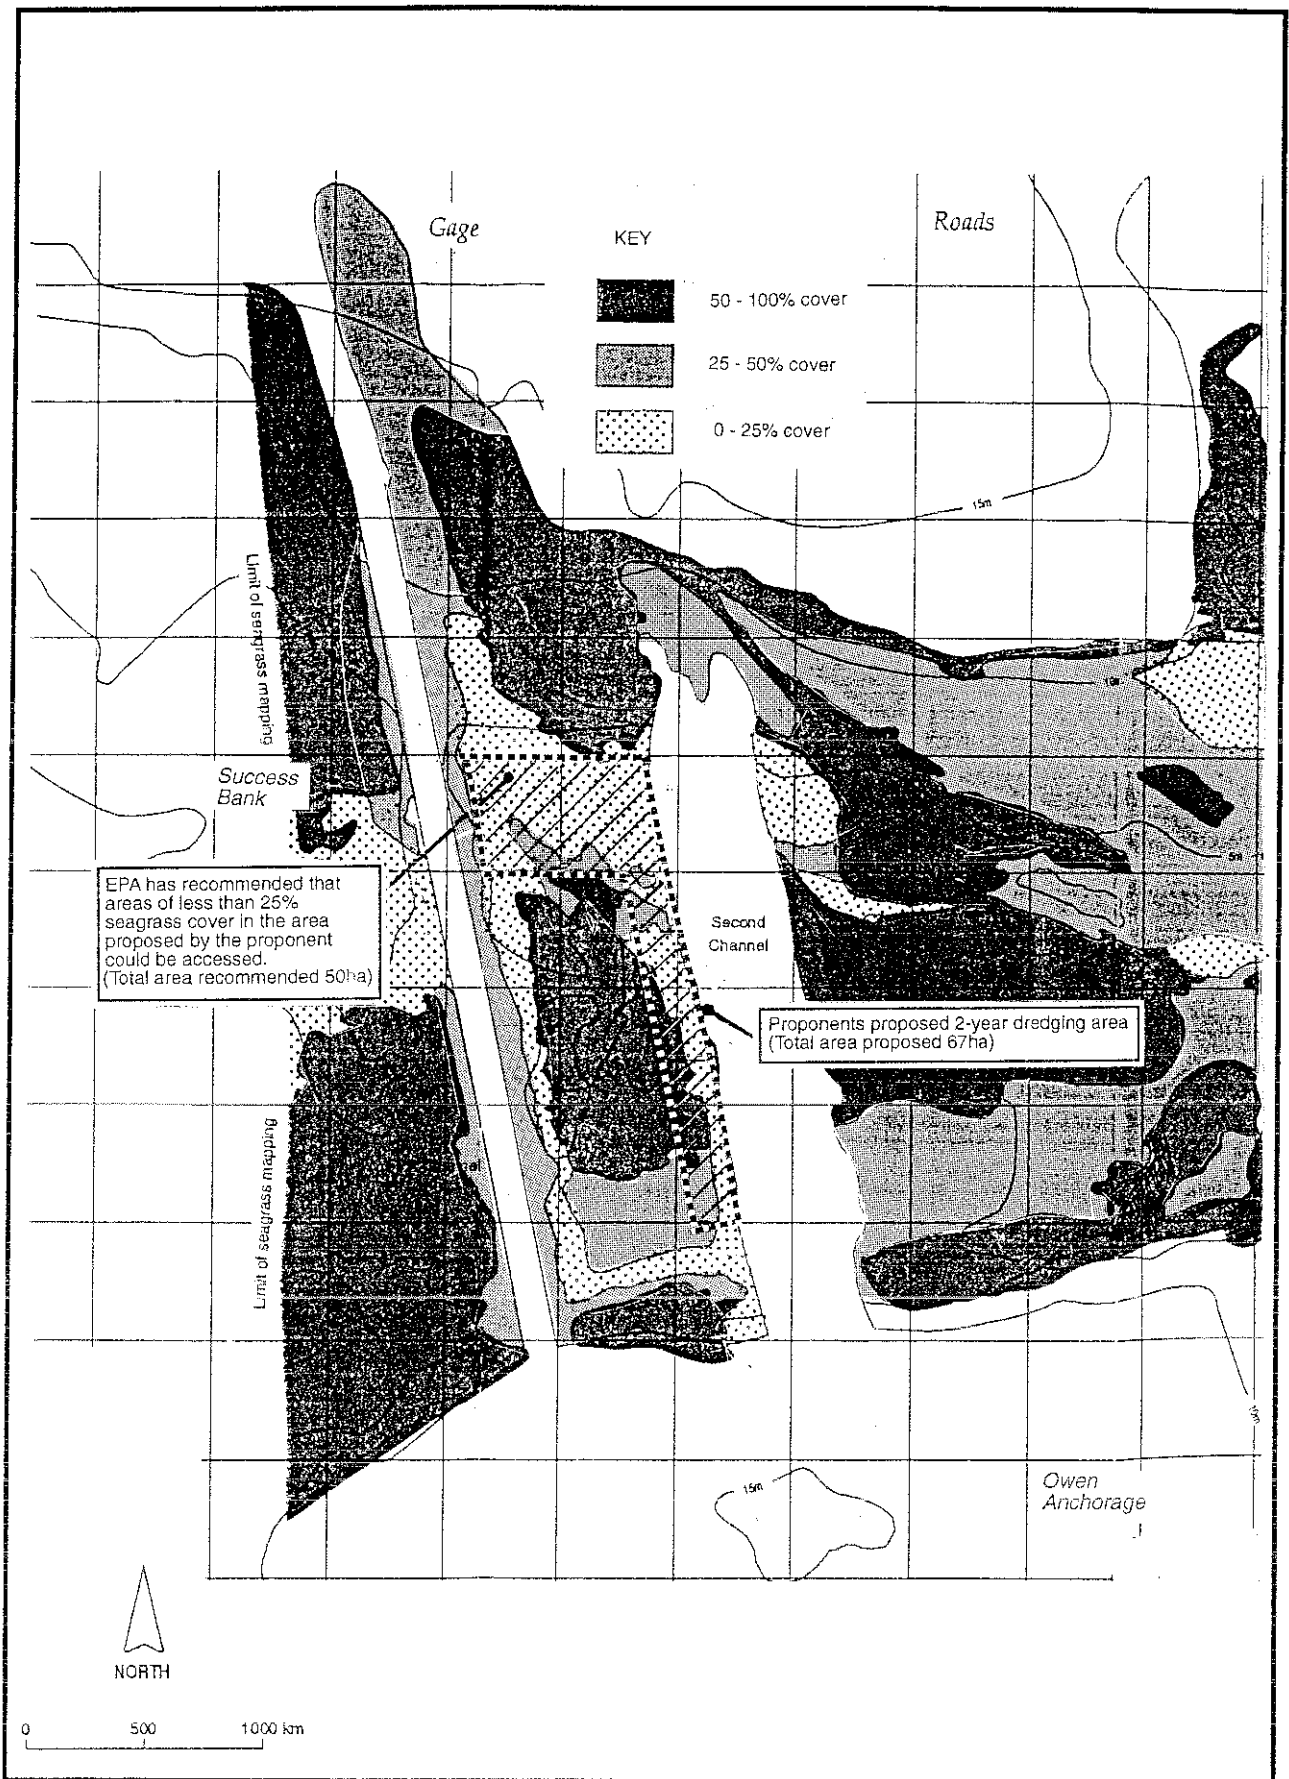 Gage
Roads
KEY
50 - 100% cover
25 - 50% cover
0 - 25% cover
15m
Limit of seagrass mapping
Success
Bank
5m
EPA has recommended that
areas of less than 25%
seagrass cover in the area
proposed by the proponent
could be accessed.
(Total area recommended 50ha)
Second
Channel
Proponents proposed 2-year dredging area
(Total area proposed 67ha)
Limit of seagrass mapping
15m
Owen
Anchorage
NORTH
0 500 1000 km